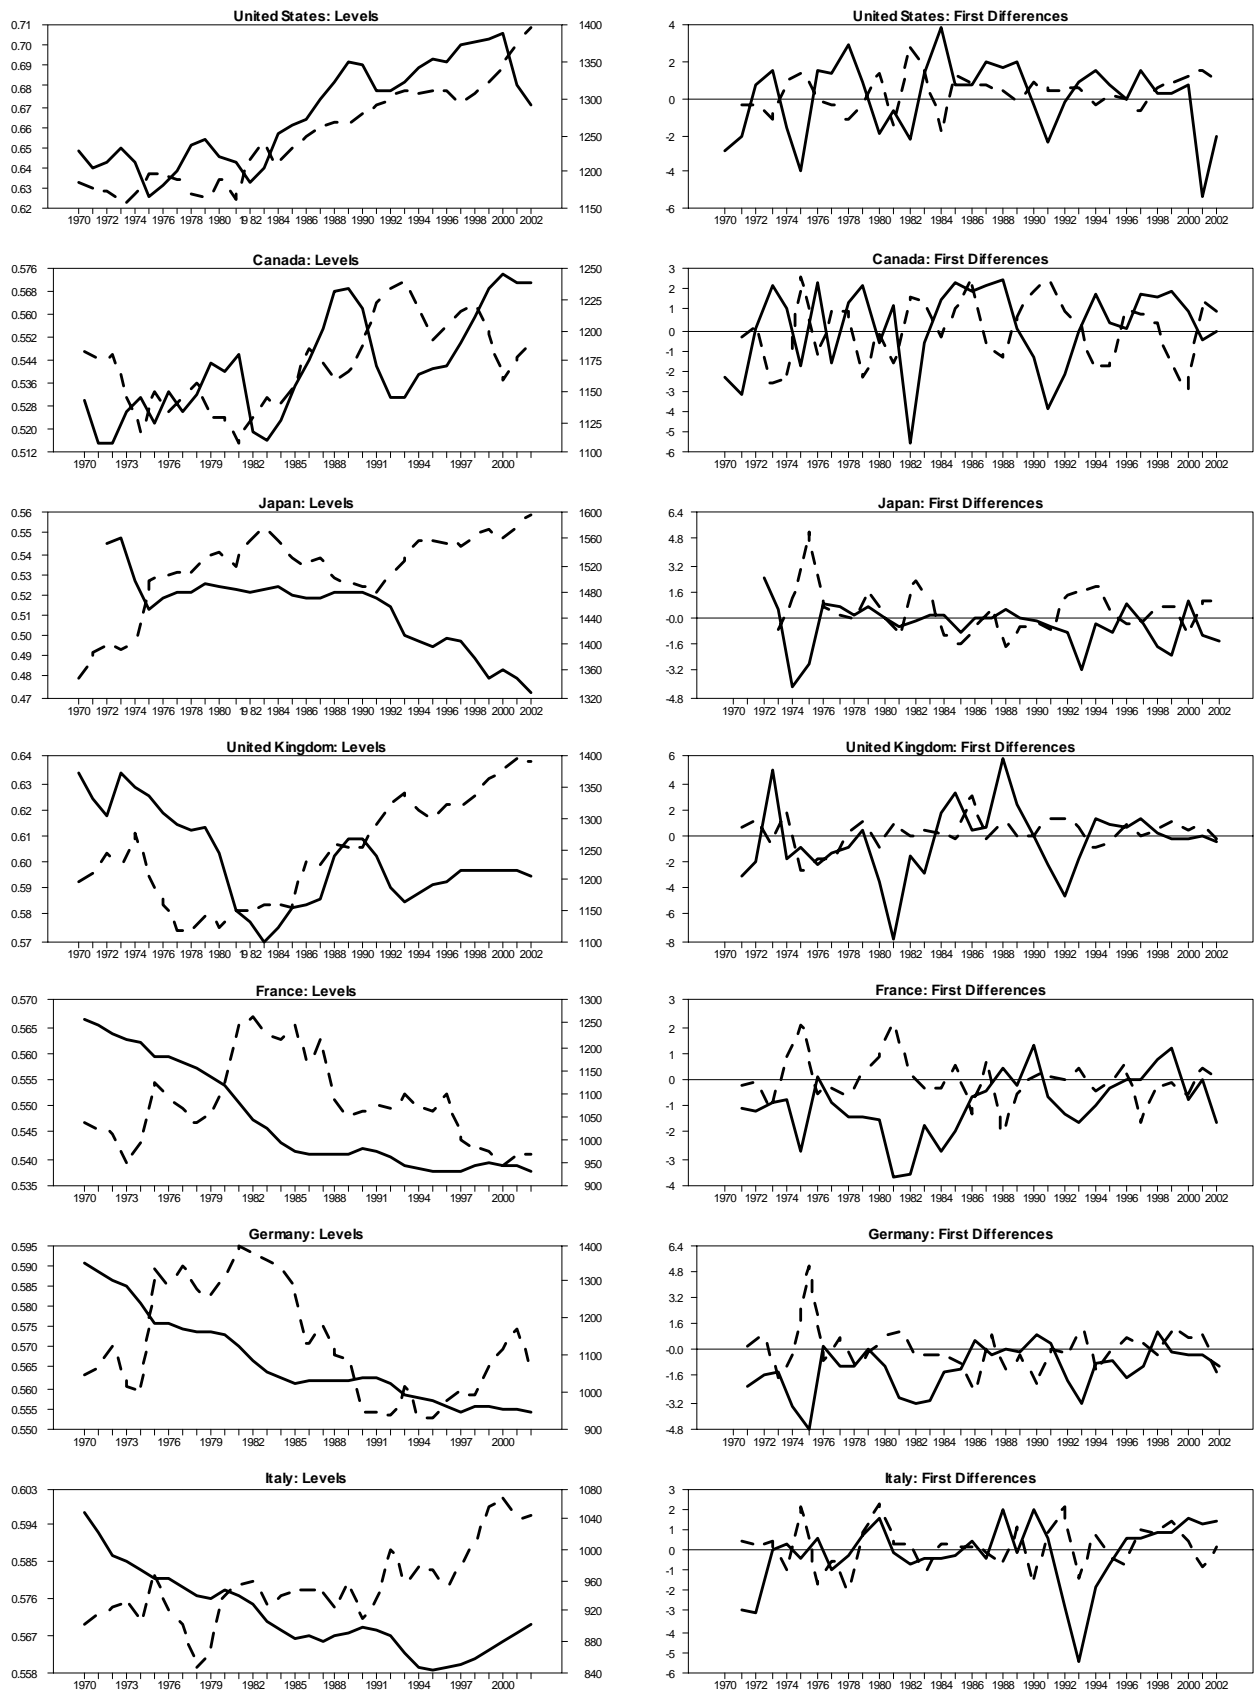 United States: Levels
0.71 0.70 0.69 0.68 0.67 0.66 0.65 0.64 0.63 0.62
1400 1350 1300 1250 1200 1150
1970 1972 1974 1976 1978 1980 1982 1984 1986 1988 1990 1992 1994 1996 1998 2000 2002
United States: First Differences
4 2 0 -2 -4 -6
1970 1972 1974 1976 1978 1980 1982 1984 1986 1988 1990 1992 1994 1996 1998 2000 2002
Canada: Levels
0.576 0.568 0.560 0.552 0.544 0.536 0.528 0.520 0.512
1250 1225 1200 1175 1150 1125 1100
1970 1973 1976 1979 1982 1985 1988 1991 1994 1997 2000
Canada: First Differences
3 2 1 0 -1 -2 -3 -4 -5 -6
1970 1972 1974 1976 1978 1980 1982 1984 1986 1988 1990 1992 1994 1996 1998 2000 2002
Japan: Levels
0.56 0.55 0.54 0.53 0.52 0.51 0.50 0.49 0.48 0.47
1600 1560 1520 1480 1440 1400 1360 1320
1970 1972 1974 1976 1978 1980 1982 1984 1986 1988 1990 1992 1994 1996 1998 2000 2002
Japan: First Differences
6.4 4.8 3.2 1.6 -0.0 -1.6 -3.2 -4.8
1970 1972 1974 1976 1978 1980 1982 1984 1986 1988 1990 1992 1994 1996 1998 2000 2002
United Kingdom: Levels
0.64 0.63 0.62 0.61 0.60 0.59 0.58 0.57
1400 1350 1300 1250 1200 1150 1100
1970 1972 1974 1976 1978 1980 1982 1984 1986 1988 1990 1992 1994 1996 1998 2000 2002
United Kingdom: First Differences
6 4 2 0 -2 -4 -6 -8
1970 1972 1974 1976 1978 1980 1982 1984 1986 1988 1990 1992 1994 1996 1998 2000 2002
France: Levels
0.570 0.565 0.560 0.555 0.550 0.545 0.540 0.535
1300 1250 1200 1150 1100 1050 1000 950 900
1970 1973 1976 1979 1982 1985 1988 1991 1994 1997 2000
France: First Differences
3 2 1 0 -1 -2 -3 -4
1970 1972 1974 1976 1978 1980 1982 1984 1986 1988 1990 1992 1994 1996 1998 2000 2002
Germany: Levels
0.595 0.590 0.585 0.580 0.575 0.570 0.565 0.560 0.555 0.550
1400 1300 1200 1100 1000 900
1970 1973 1976 1979 1982 1985 1988 1991 1994 1997 2000
Germany: First Differences
6.4 4.8 3.2 1.6 -0.0 -1.6 -3.2 -4.8
1970 1972 1974 1976 1978 1980 1982 1984 1986 1988 1990 1992 1994 1996 1998 2000 2002
Italy: Levels
0.603 0.594 0.585 0.576 0.567 0.558
1080 1040 1000 960 920 880 840
1970 1973 1976 1979 1982 1985 1988 1991 1994 1997 2000
Italy: First Differences
3 2 1 0 -1 -2 -3 -4 -5 -6
1970 1972 1974 1976 1978 1980 1982 1984 1986 1988 1990 1992 1994 1996 1998 2000 2002